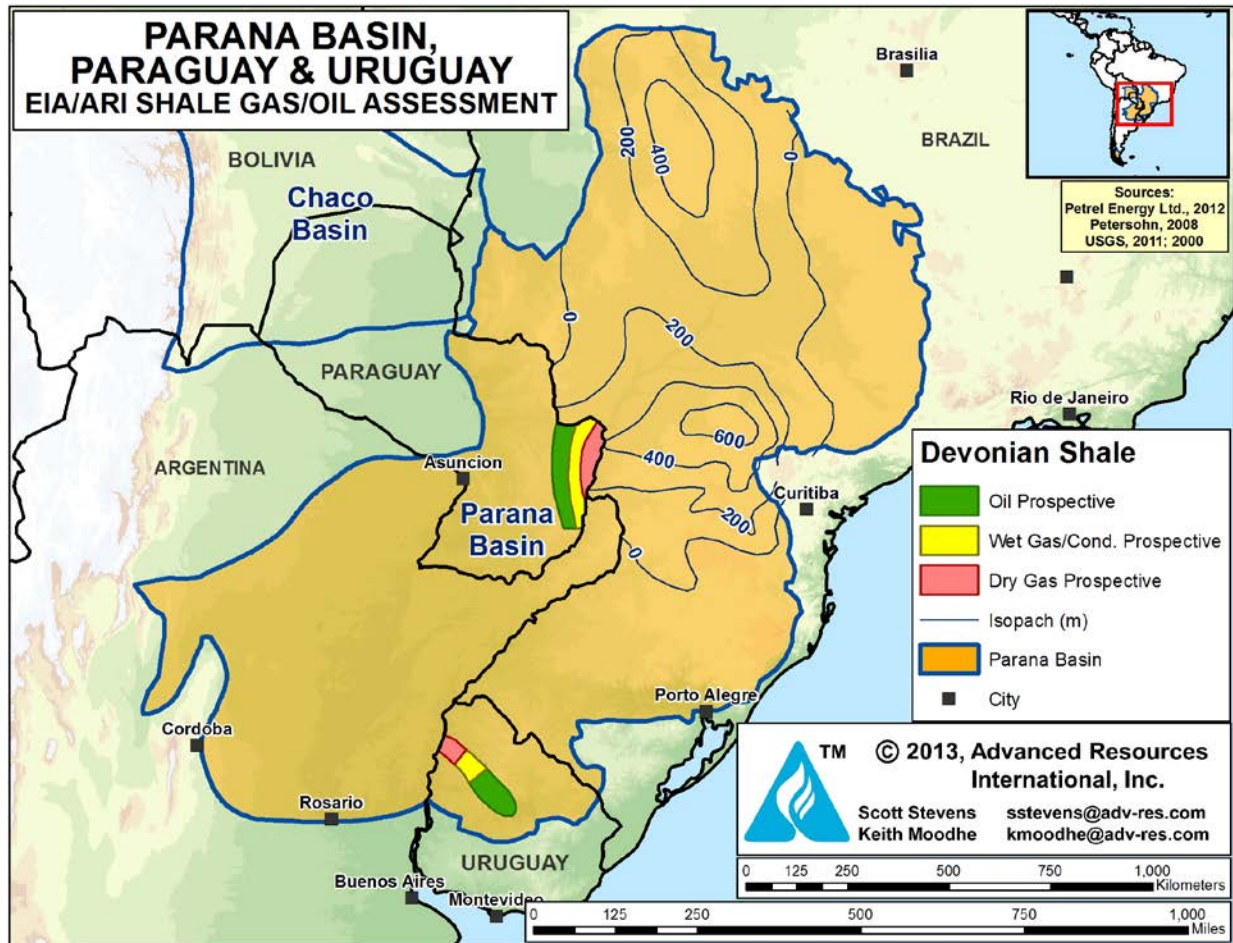 PARANA BASIN,
PARAGUAY & URUGUAY
EIA/ARI SHALE GAS/OIL ASSESSMENT
Brasilia
BRAZIL
Sources:
Petrel Energy Ltd., 2012
Petersohn, 2008
USGS, 2011; 2000
BOLIVIA
Chaco
Basin
200
400
0
0
200
PARAGUAY
ARGENTINA
Asuncion
Parana
Basin
600
400
200
0
Rio de Janeiro
Curitiba
Devonian Shale
Oil Prospective
Wet Gas/Cond. Prospective
Dry Gas Prospective
Isopach (m)
Parana Basin
City
Cordoba
Rosario
Porto Alegre
URUGUAY
Buenos Aires
Montevideo
TM
© 2013, Advanced Resources
International, Inc.
Scott Stevens sstevens@adv-res.com
Keith Moodhe kmoodhe@adv-res.com
0 125 250 500 750 1,000
Kilometers
0 125 250 500 750 1,000
Miles